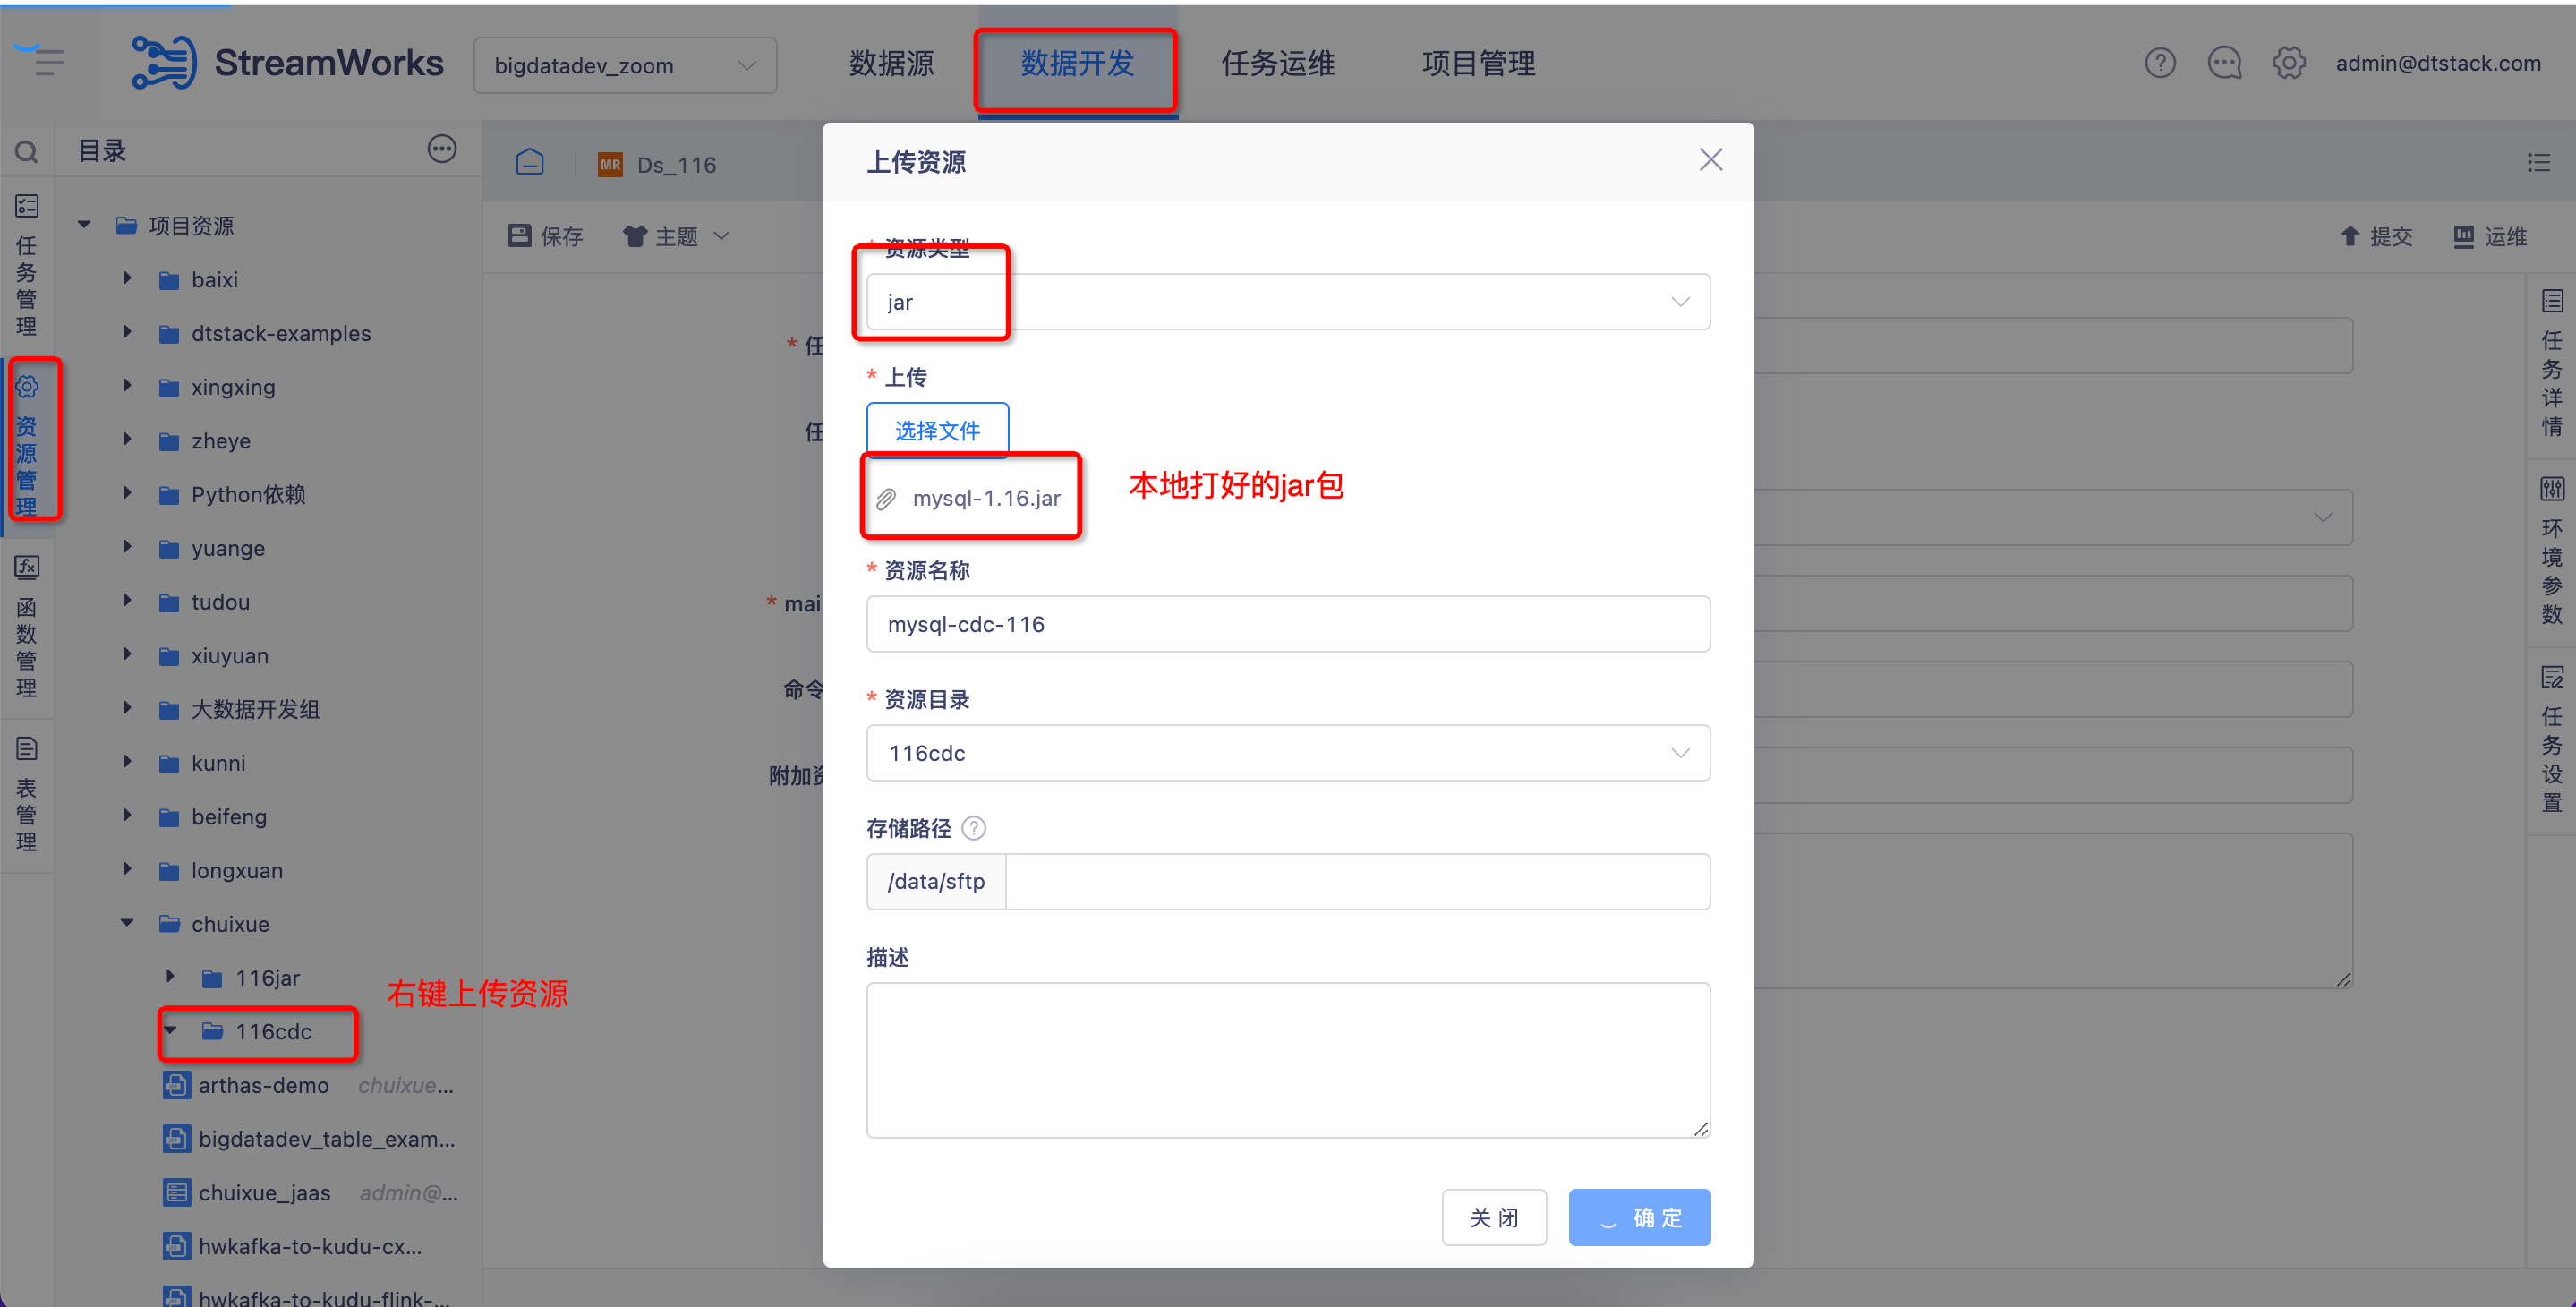 StreamWorks
bigdatadev_zoom
数据源
数据开发
任务运维
项目管理
admin@dtstack.com
目录
任务管理
资源管理
函数管理
表管理
项目资源
baixi
dtstack-examples
xingxing
zheye
Python依赖
yuange
tudou
xiuyuan
大数据开发组
kunni
beifeng
longxuan
chuixue
116jar
116cdc
右键上传资源
arthas-demo chuixue...
bigdatadev_table_exam...
chuixue_jaas admin@...
hwkafka-to-kudu-cx...
hwkafka-to-kudu-flink-...
MR Ds_116
保存
主题
提交
运维
* 任
任
* mai
命令
附加资
上传资源
* 资源类型
jar
* 上传
选择文件
mysql-1.16.jar
本地打好的jar包
* 资源名称
mysql-cdc-116
* 资源目录
116cdc
存储路径
/data/sftp
描述
关 闭
确 定
任务详情
环境参数
任务设置